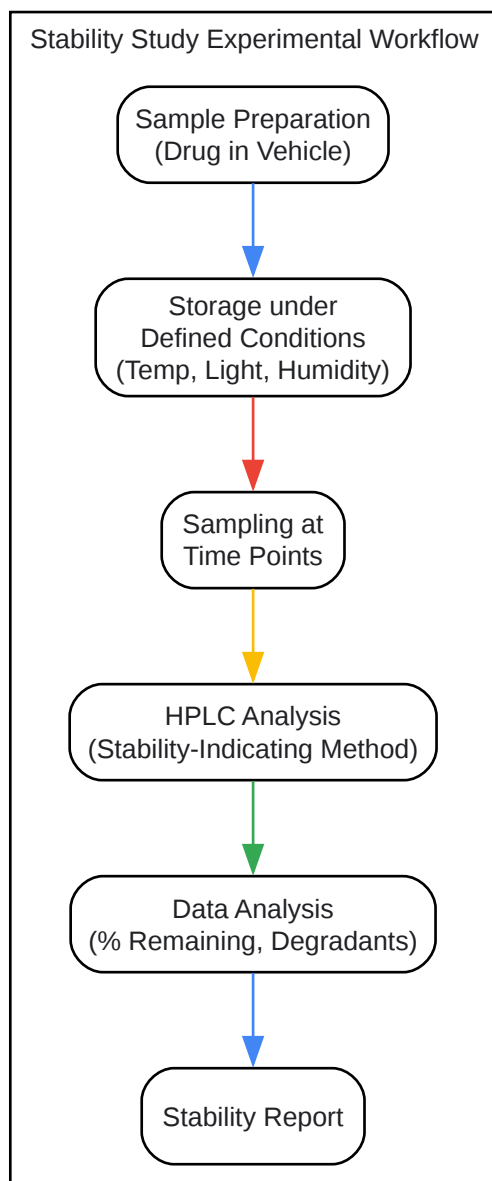 Stability Study Experimental Workflow
Sample Preparation
(Drug in Vehicle)
Storage under
Defined Conditions
(Temp, Light, Humidity)
Sampling at
Time Points
HPLC Analysis
(Stability-Indicating Method)
Data Analysis
(% Remaining, Degradants)
Stability Report